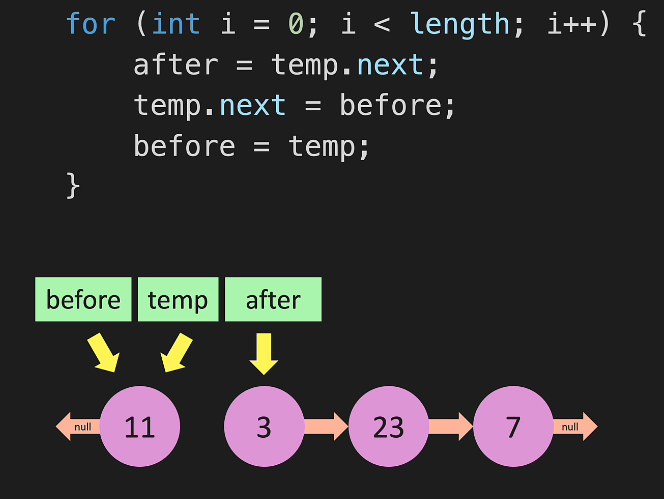 for (int i = 0; i < length; i++) {
after = temp.next;
temp.next = before;
before = temp;
}
before temp after
null 11 3 23 7 null